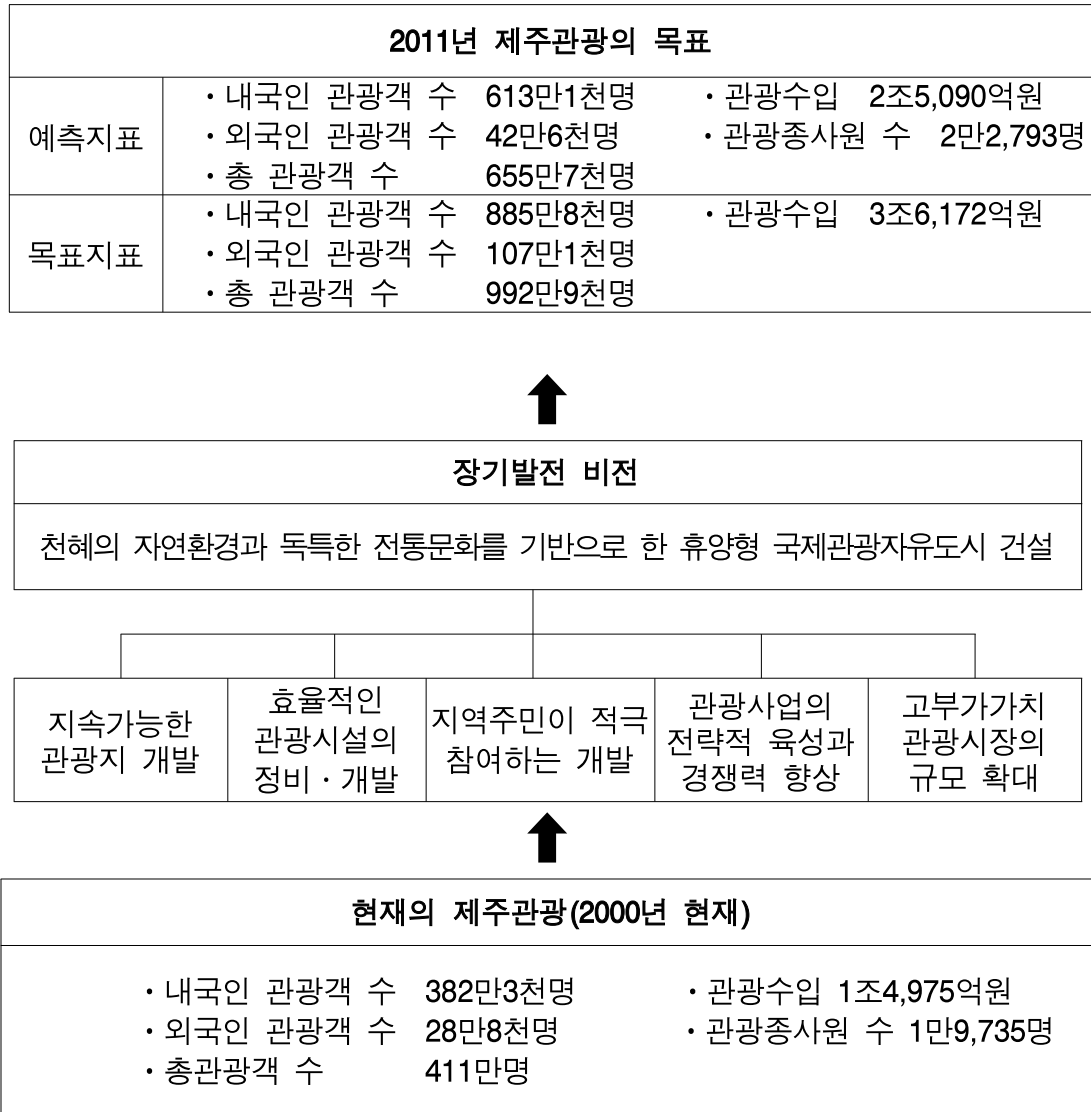 2011년 제주관광의 목표
예측지표
· 내국인 관광객 수 613만1천명 · 관광수입 2조5,090억원
· 외국인 관광객 수 42만6천명 · 관광종사원 수 2만2,793명
· 총 관광객 수 655만7천명
목표지표
· 내국인 관광객 수 885만8천명 · 관광수입 3조6,172억원
· 외국인 관광객 수 107만1천명
· 총 관광객 수 992만9천명
장기발전 비전
천혜의 자연환경과 독특한 전통문화를 기반으로 한 휴양형 국제관광자유도시 건설
지속가능한
관광지 개발
효율적인
관광시설의
정비 · 개발
지역주민이 적극
참여하는 개발
관광사업의
전략적 육성과
경쟁력 향상
고부가가치
관광시장의
규모 확대
현재의 제주관광(2000년 현재)
· 내국인 관광객 수 382만3천명 · 관광수입 1조4,975억원
· 외국인 관광객 수 28만8천명 · 관광종사원 수 1만9,735명
· 총관광객 수 411만명